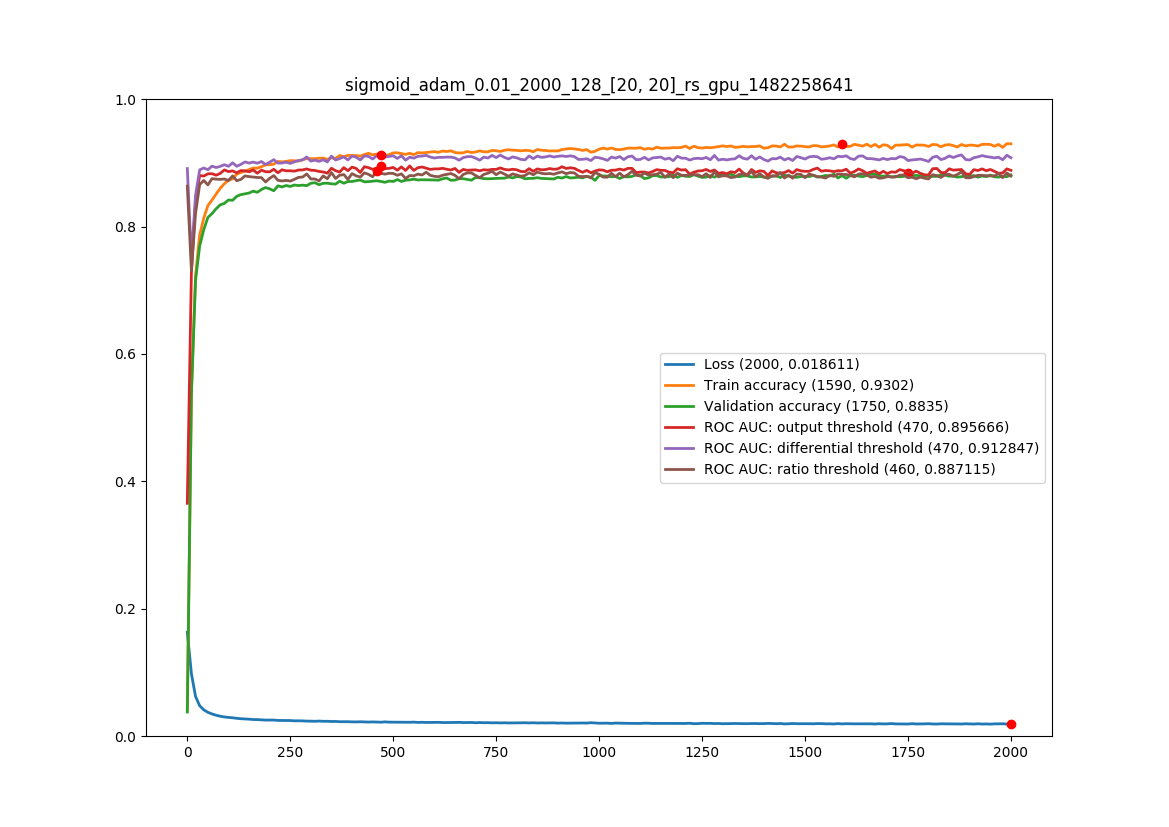 sigmoid_adam_0.01_2000_128_[20, 20]_rs_gpu_1482258641
1.0
0.8
0.6
0.4
0.2
0.0
Loss (2000, 0.018611)
Train accuracy (1590, 0.9302)
Validation accuracy (1750, 0.8835)
ROC AUC: output threshold (470, 0.895666)
ROC AUC: differential threshold (470, 0.912847)
ROC AUC: ratio threshold (460, 0.887115)
0 250 500 750 1000 1250 1500 1750 2000